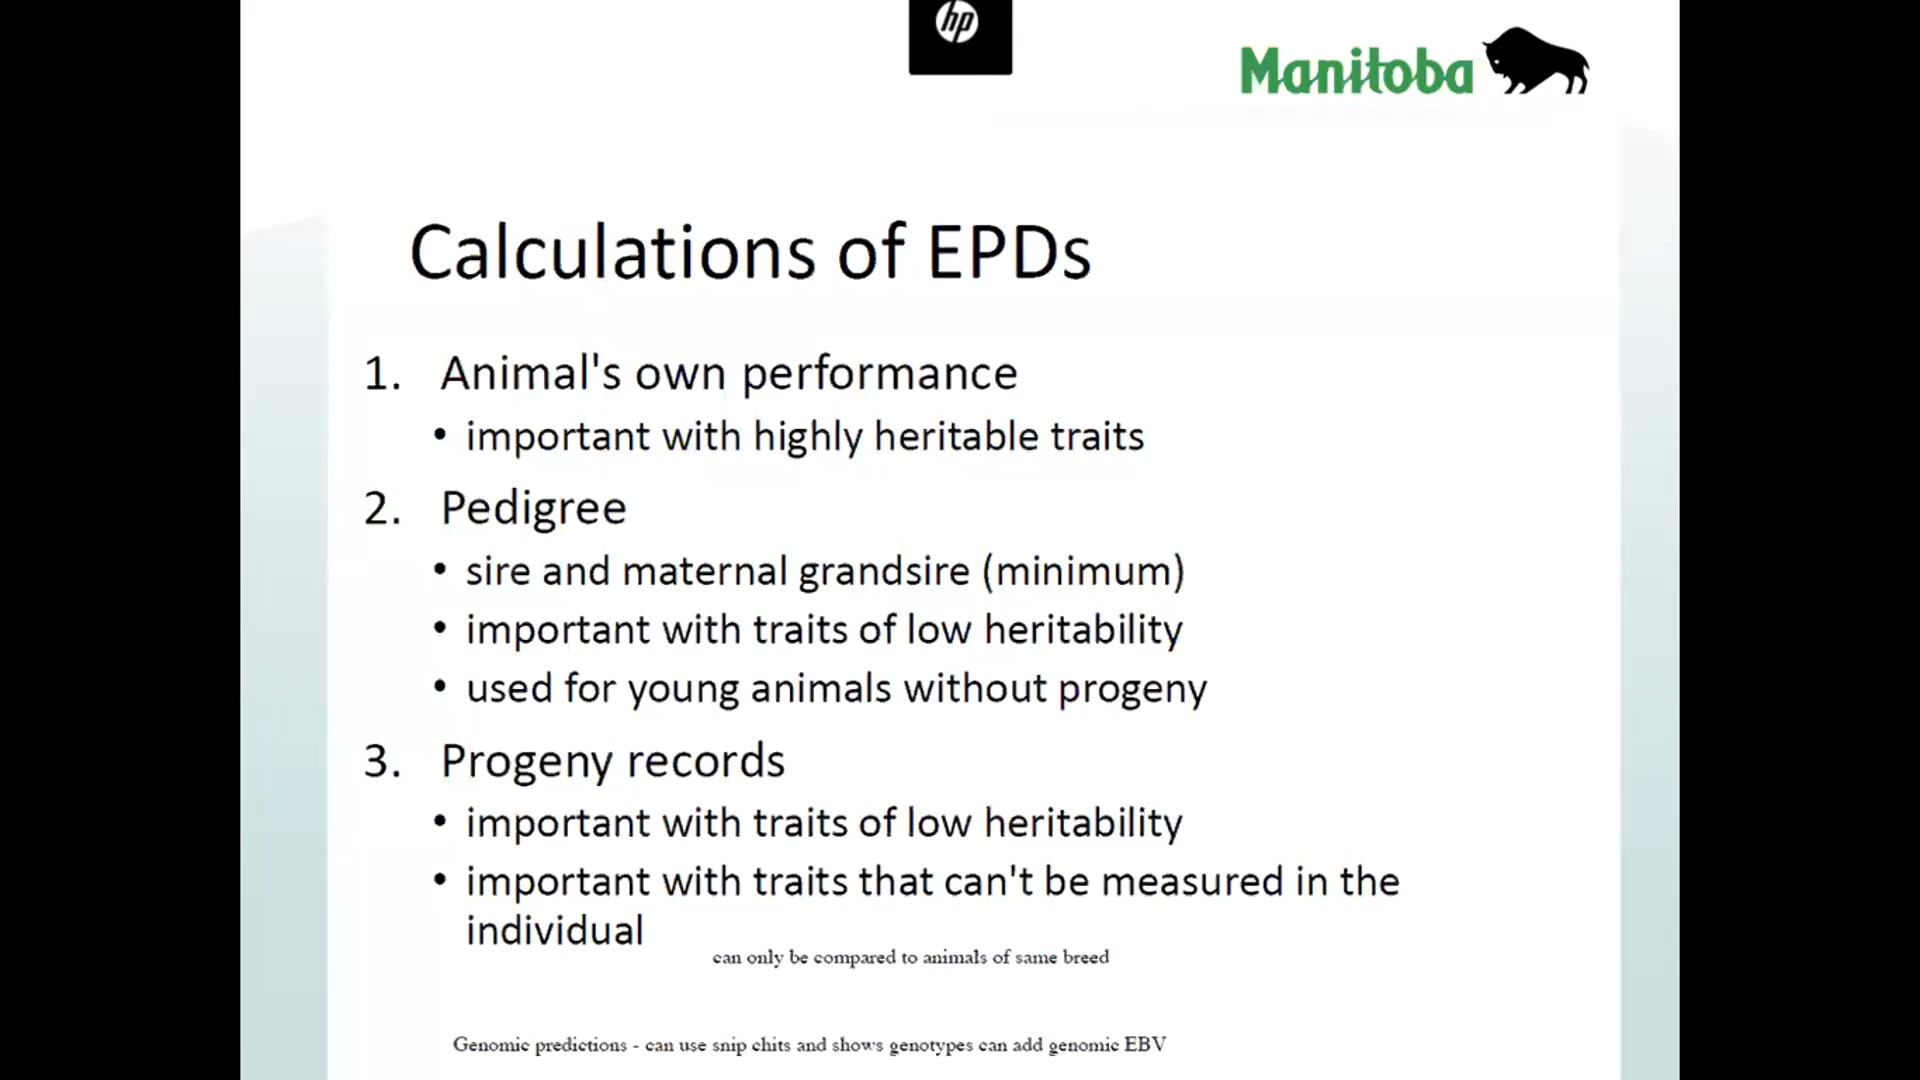 hp
Manitoba
Calculations of EPDs
1. Animal's own performance
• important with highly heritable traits
2. Pedigree
• sire and maternal grandsire (minimum)
• important with traits of low heritability
• used for young animals without progeny
3. Progeny records
• important with traits of low heritability
• important with traits that can't be measured in the
individual
can only be compared to animals of same breed
Genomic predictions - can use snip chits and shows genotypes can add genomic EBV